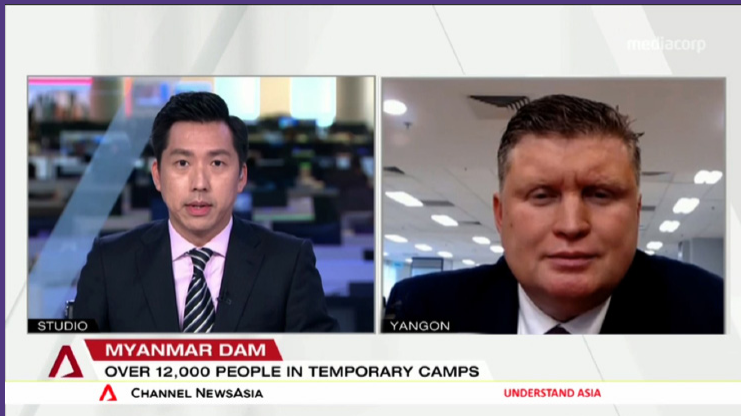 mediacorp
STUDIO
YANGON
MYANMAR DAM
OVER 12,000 PEOPLE IN TEMPORARY CAMPS
CHANNEL NEWSASIA
UNDERSTAND ASIA